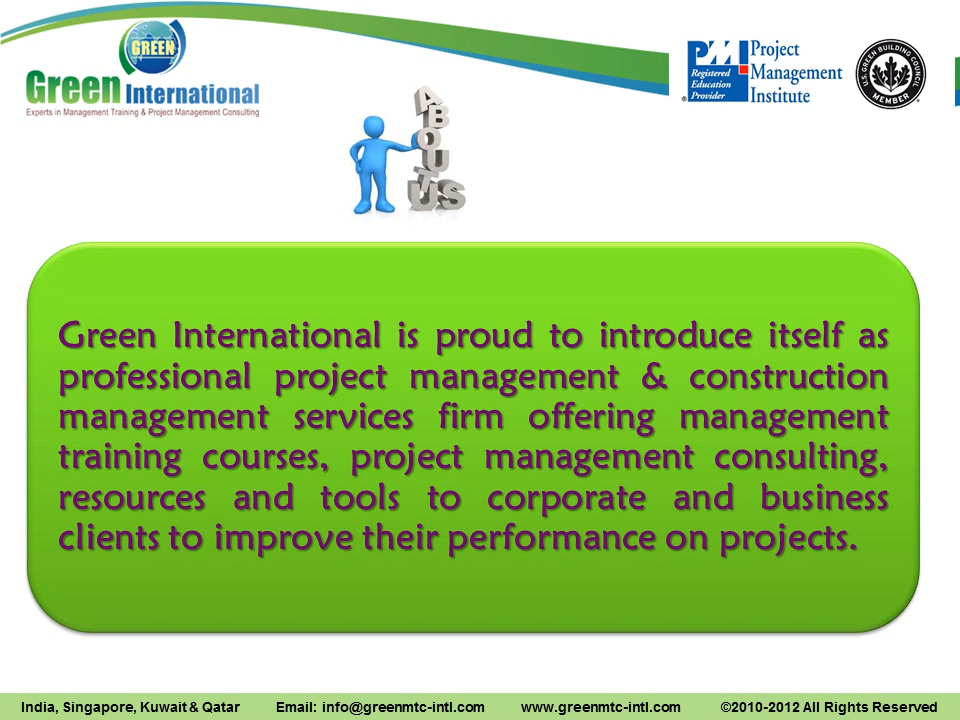 GREEN
Green International
Experts in Management Training & Project Management Consulting
PMI
Registered
Education
Provider
®
Project
Management
Institute
U.S. GREEN BUILDING COUNCIL
MEMBER
ABOUT
US
Green International is proud to introduce itself as
professional project management & construction
management services firm offering management
training courses, project management consulting,
resources and tools to corporate and business
clients to improve their performance on projects.
India, Singapore, Kuwait & Qatar Email: info@greenmtc-intl.com www.greenmtc-intl.com ©2010-2012 All Rights Reserved